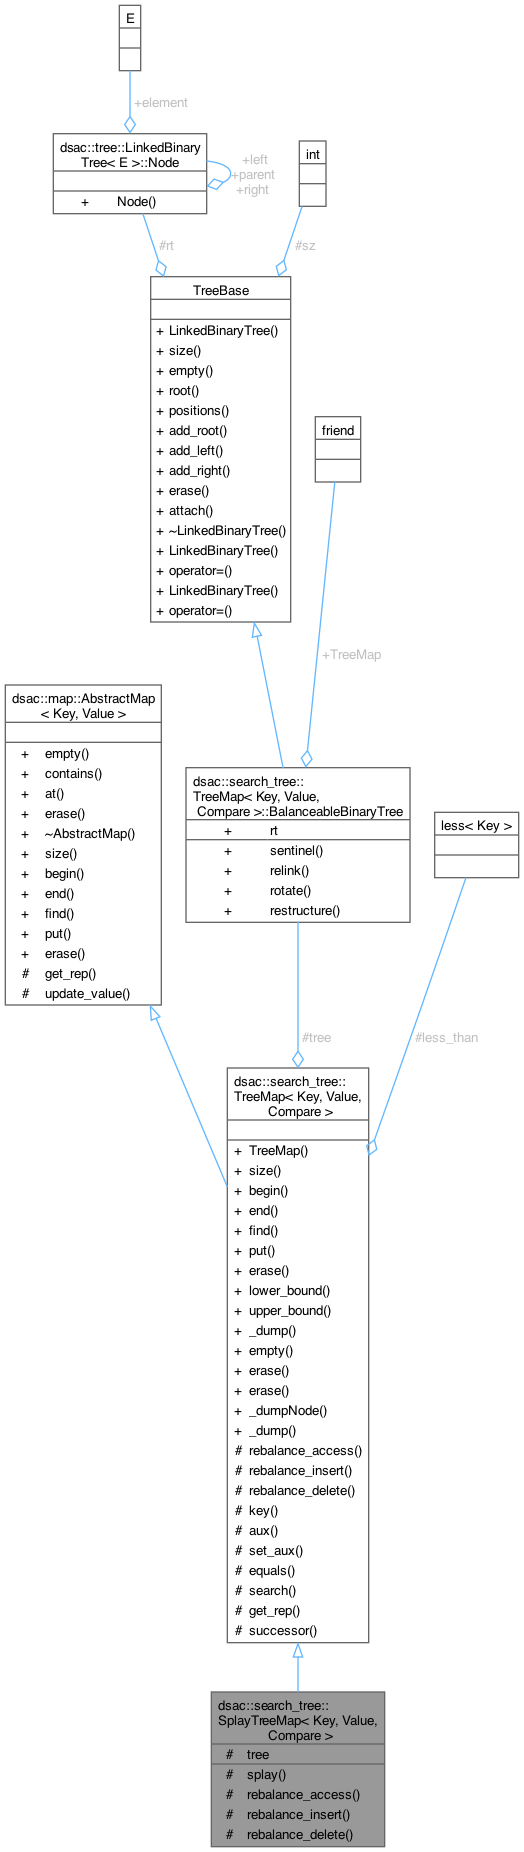 E
+element
dsac::tree::LinkedBinary
Tree< E >::Node
+ Node()
+left
+parent
+right
int
#rt
#sz
TreeBase
+ LinkedBinaryTree()
+ size()
+ empty()
+ root()
+ positions()
+ add_root()
+ add_left()
+ add_right()
+ erase()
+ attach()
+ ~LinkedBinaryTree()
+ LinkedBinaryTree()
+ operator=()
+ LinkedBinaryTree()
+ operator=()
friend
+TreeMap
dsac::map::AbstractMap
< Key, Value >
+ empty()
+ contains()
+ at()
+ erase()
+ ~AbstractMap()
+ size()
+ begin()
+ end()
+ find()
+ put()
+ erase()
# get_rep()
# update_value()
dsac::search_tree::
TreeMap< Key, Value,
Compare >::BalanceableBinaryTree
+ rt
+ sentinel()
+ relink()
+ rotate()
+ restructure()
less< Key >
#tree
#less_than
dsac::search_tree::
TreeMap< Key, Value,
Compare >
+ TreeMap()
+ size()
+ begin()
+ end()
+ find()
+ put()
+ erase()
+ lower_bound()
+ upper_bound()
+ _dump()
+ empty()
+ erase()
+ erase()
+ _dumpNode()
+ _dump()
# rebalance_access()
# rebalance_insert()
# rebalance_delete()
# key()
# aux()
# set_aux()
# equals()
# search()
# get_rep()
# successor()
dsac::search_tree::
SplayTreeMap< Key, Value,
Compare >
# tree
# splay()
# rebalance_access()
# rebalance_insert()
# rebalance_delete()